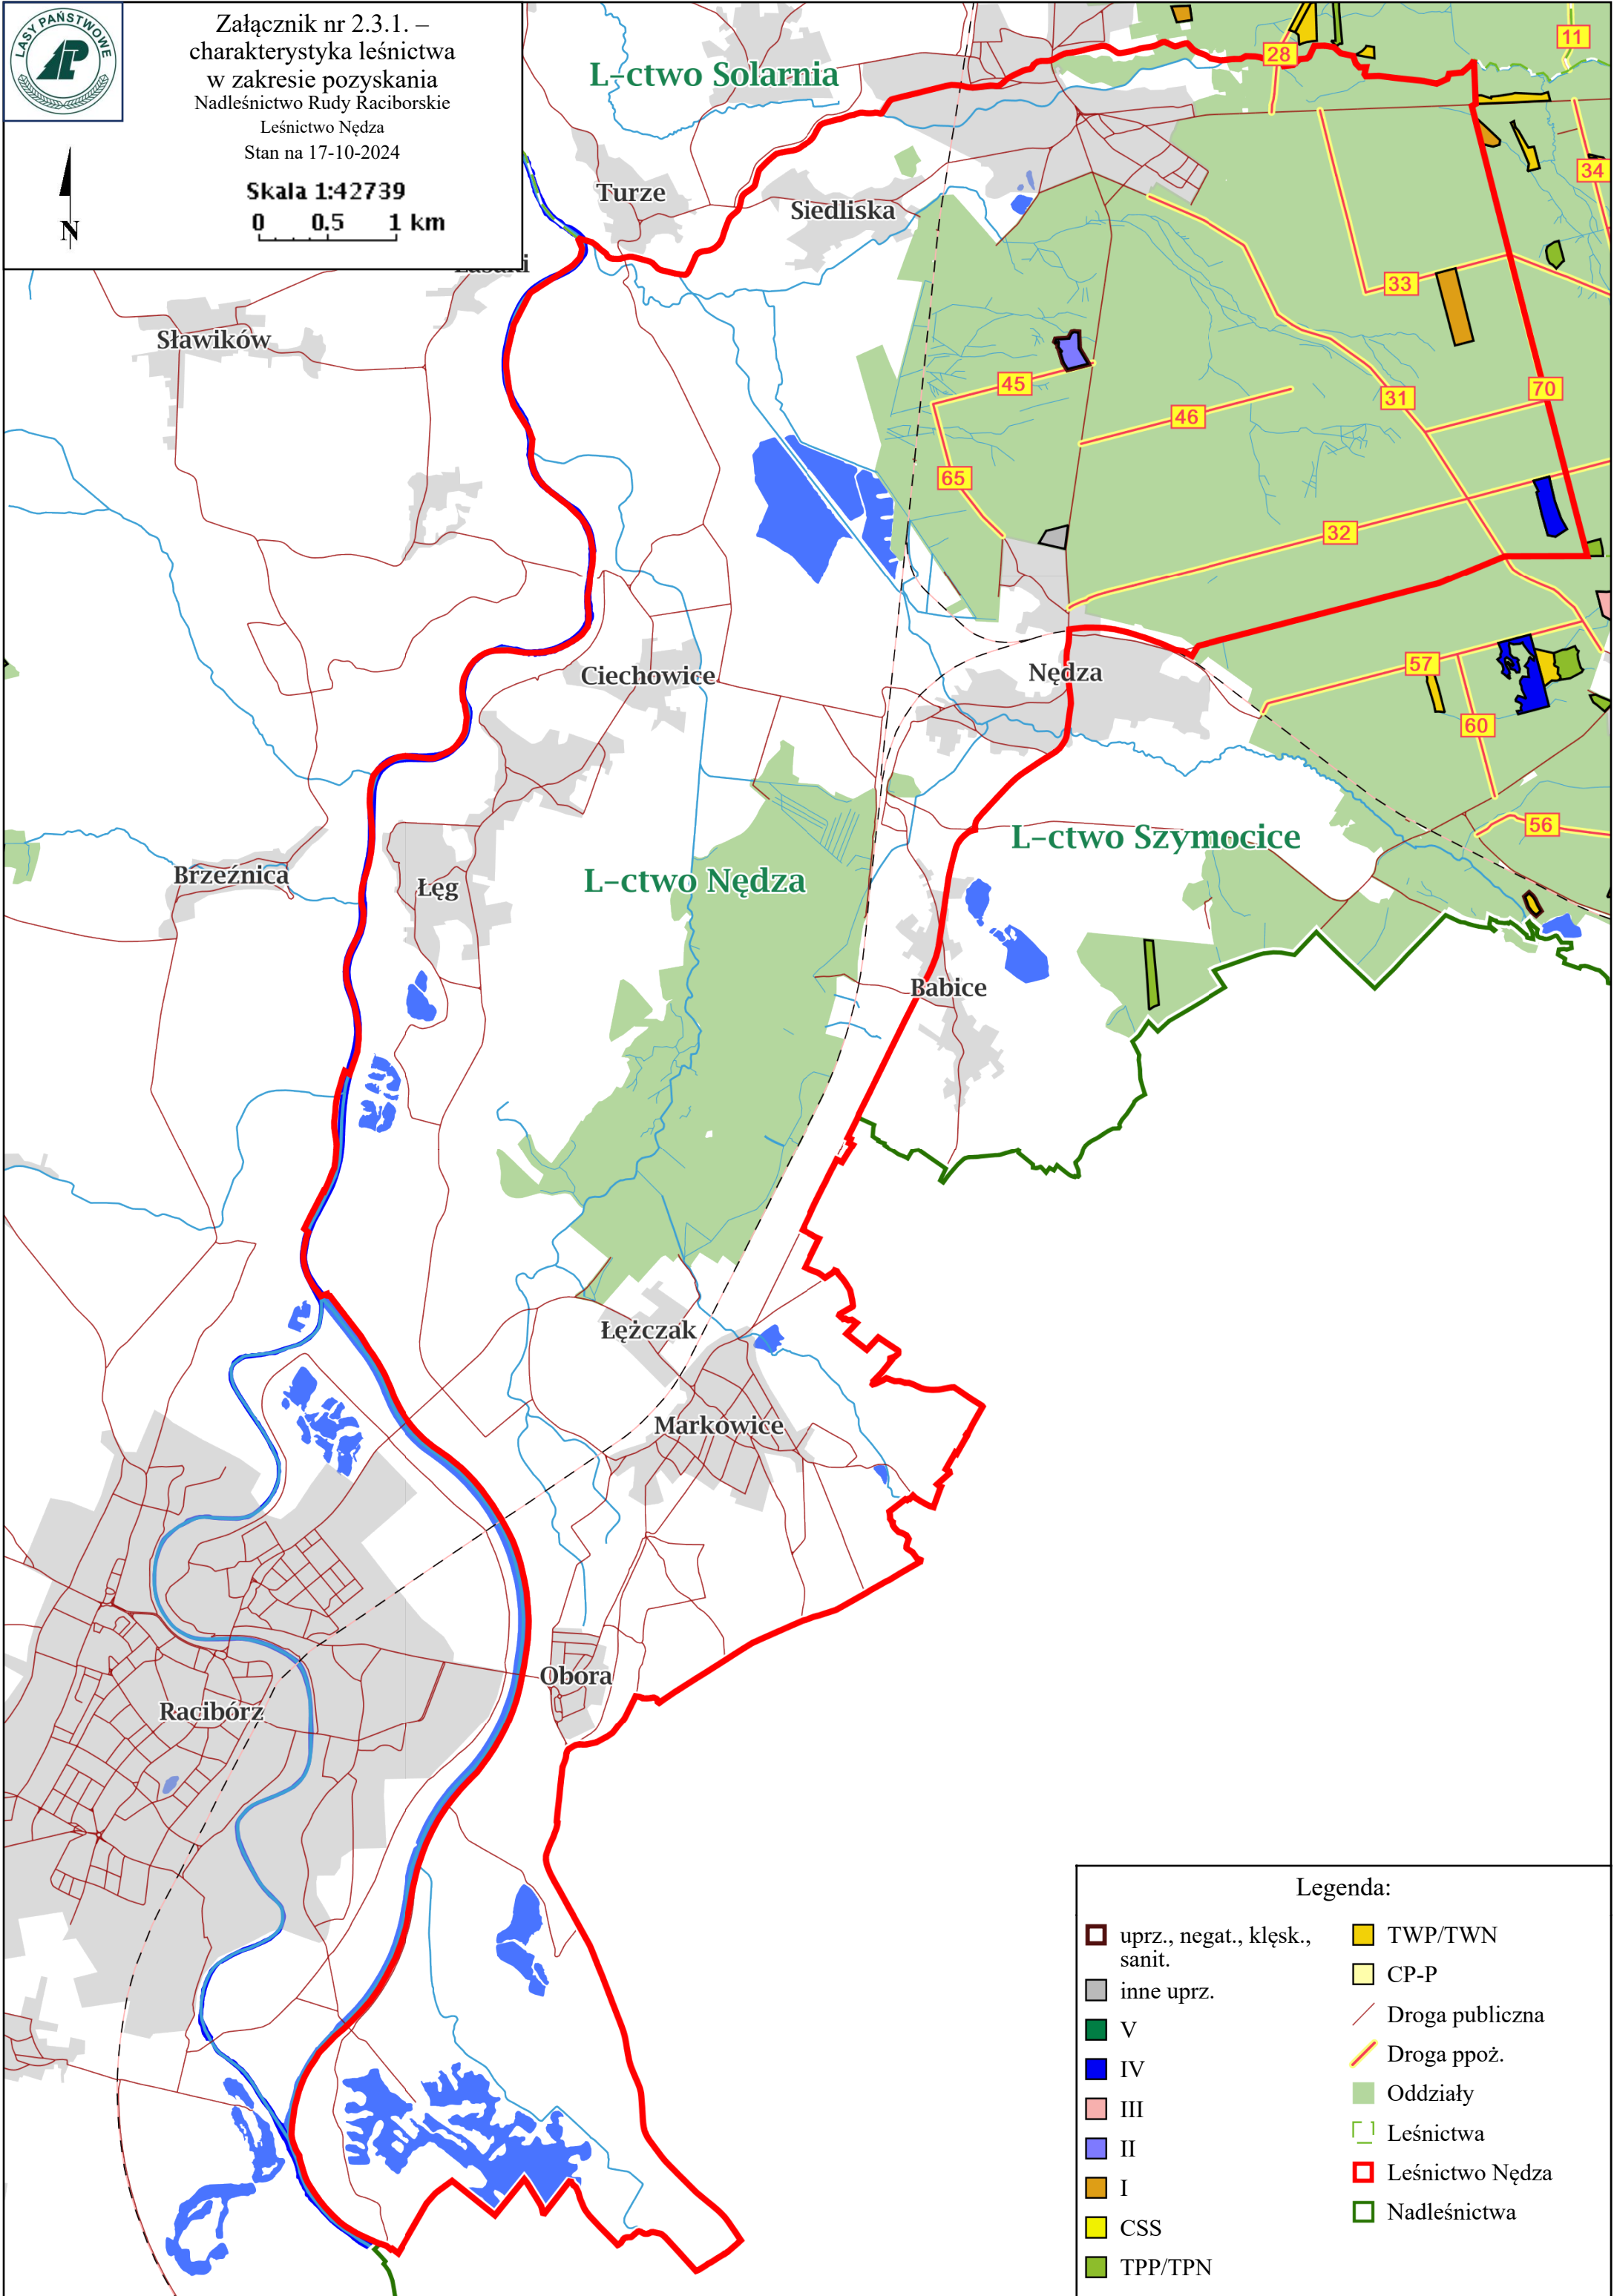 LASY PAŃSTWOWE
Załącznik nr 2.3.1. –
charakterystyka leśnictwa
w zakresie pozyskania
Nadleśnictwo Rudy Raciborskie
Leśnictwo Nędza
Stan na 17-10-2024
Skala 1:42739
0 0.5 1 km
N
L-ctwo Solarnia
28
11
34
Turze
Siedliska
33
Sławików
45
46
31
70
65
32
Ciechowice
Nędza
57
60
56
L-ctwo Szymocice
Brzeźnica
Łęg
L-ctwo Nędza
Babice
Łężczak
Markowice
Obora
Racibórz
Legenda:
uprz., negat., klęsk.,
sanit.
inne uprz.
V
IV
III
II
I
CSS
TPP/TPN
TWP/TWN
CP-P
Droga publiczna
Droga ppoż.
Oddziały
Leśnictwa
Leśnictwo Nędza
Nadleśnictwa